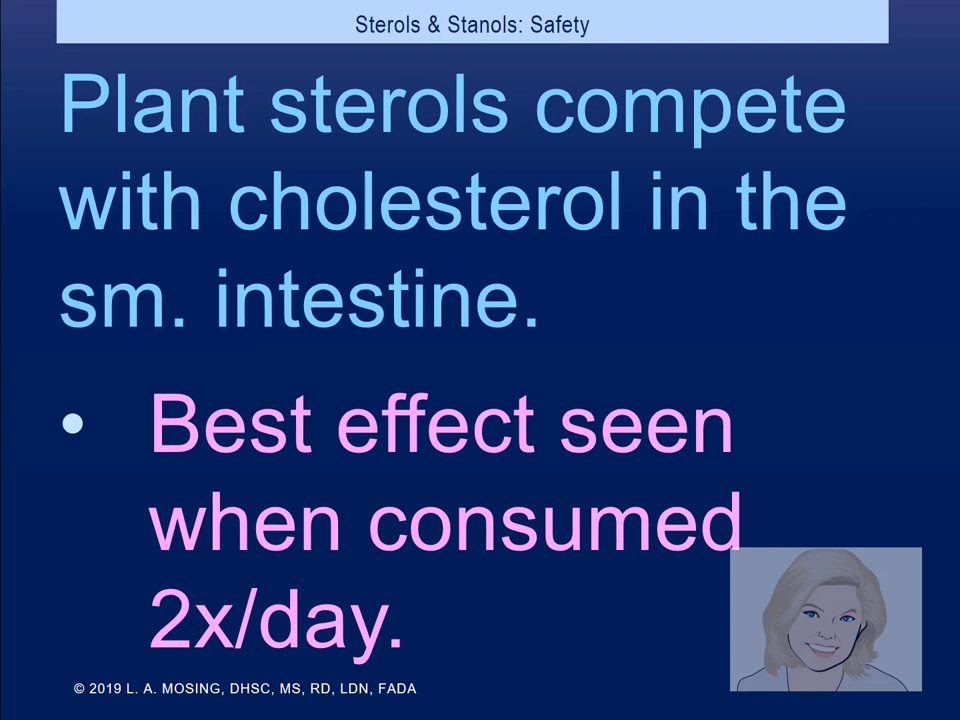 Sterols & Stanols: Safety
Plant sterols compete
with cholesterol in the
sm. intestine.
• Best effect seen
when consumed
2x/day.
© 2019 L. A. MOSING, DHSC, MS, RD, LDN, FADA